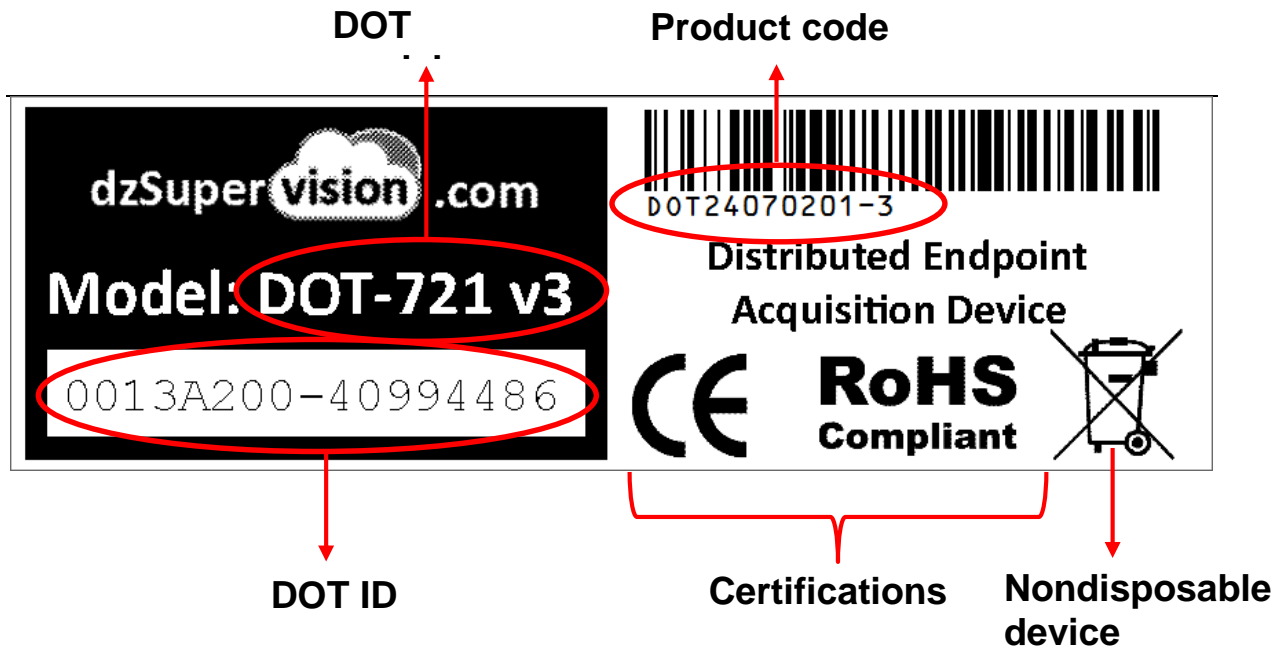 DOT
Product code
dzSupervision.com
Model: DOT-721 v3
0013A200-40994486
DOT24070201-3
Distributed Endpoint
Acquisition Device
CE
RoHS
Compliant
DOT ID
Certifications
Nondisposable
device